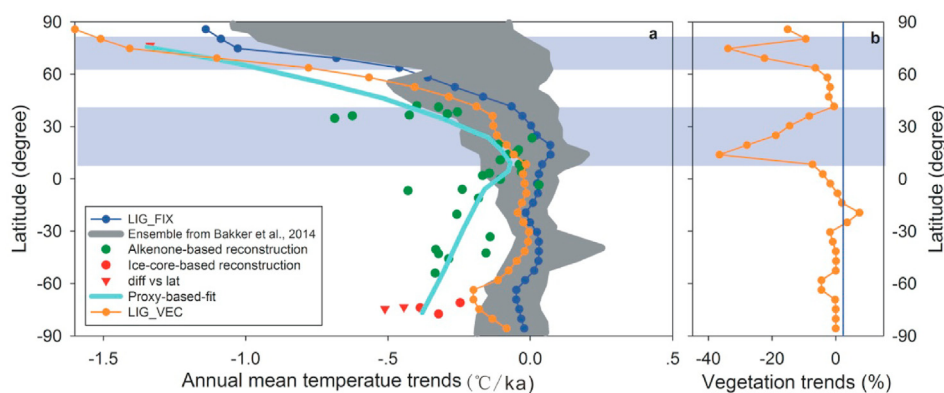 90
60
30
0
-30
-60
-90
Latitude (degree)
a
b
LIG_FIX
Ensemble from Bakker et al., 2014
Alkenone-based reconstruction
Ice-core-based reconstruction
diff vs lat
Proxy-based-fit
LIG_VEC
-1.5
-1.0
-.5
0.0
.5
Annual mean temperatue trends (℃/ka)
-40
-20
0
Vegetation trends (%)
90
60
30
0
-30
-60
-90
Latitude (degree)